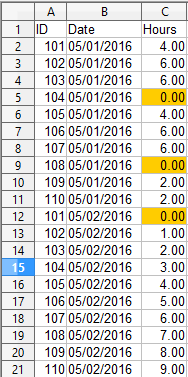 A B C
1 ID Date Hours
2 101 05/01/2016 4.00
3 102 05/01/2016 6.00
4 103 05/01/2016 6.00
5 104 05/01/2016 0.00
6 105 05/01/2016 4.00
7 106 05/01/2016 6.00
8 107 05/01/2016 6.00
9 108 05/01/2016 0.00
10 109 05/01/2016 2.00
11 110 05/01/2016 2.00
12 101 05/02/2016 0.00
13 102 05/02/2016 1.00
14 103 05/02/2016 2.00
15 104 05/02/2016 3.00
16 105 05/02/2016 4.00
17 106 05/02/2016 5.00
18 107 05/02/2016 6.00
19 108 05/02/2016 7.00
20 109 05/02/2016 8.00
21 110 05/02/2016 9.00